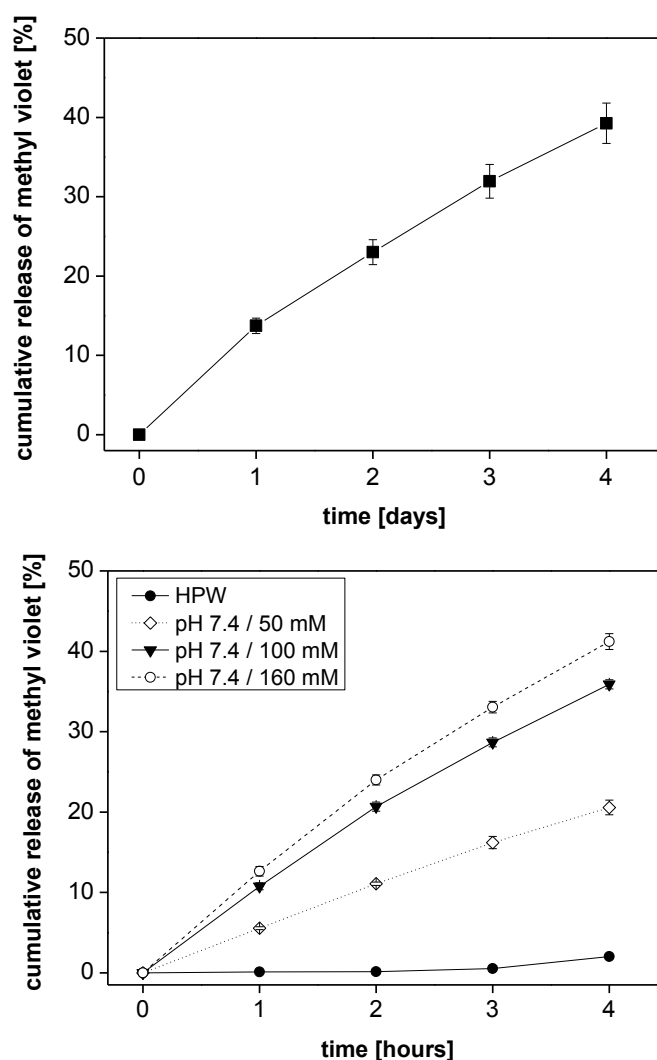 cumulative release of methyl violet [%]
50
40
30
20
10
0
0 1 2 3 4
time [days]
cumulative release of methyl violet [%]
50
40
30
20
10
0
HPW
pH 7.4 / 50 mM
pH 7.4 / 100 mM
pH 7.4 / 160 mM
0 1 2 3 4
time [hours]